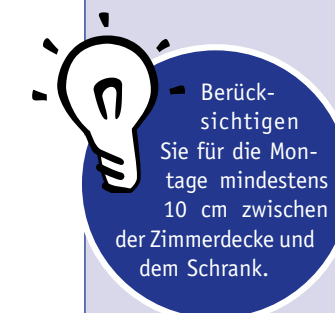 Berück-
sichtigen
Sie für die Mon-
tage mindestens
10 cm zwischen
der Zimmerdecke und
dem Schrank.